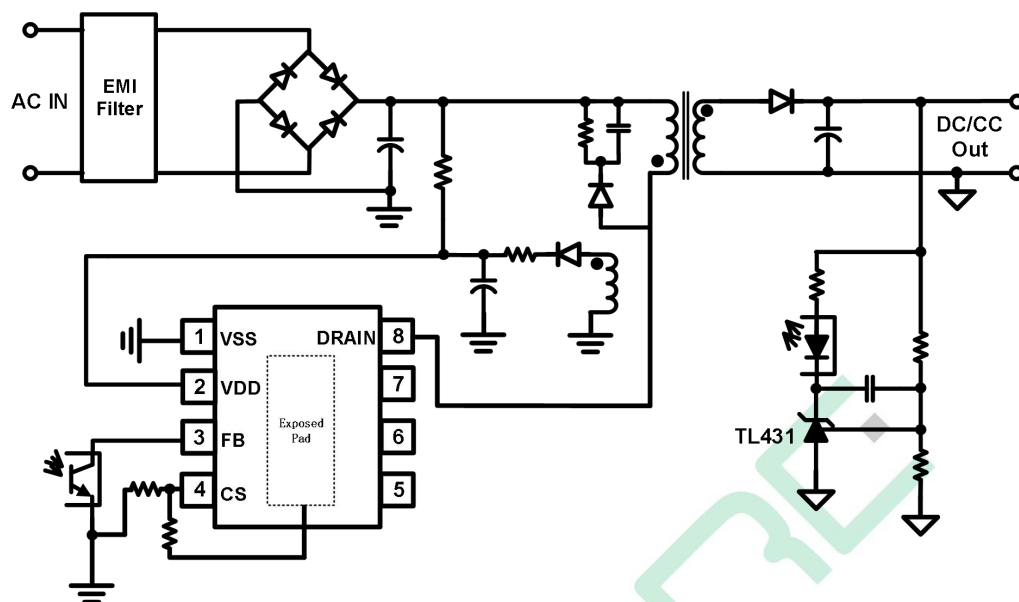 AC IN
EMI
Filter
DC/CC
Out
1
VSS
DRAIN
8
2
VDD
7
3
FB
6
4
CS
5
Exposed
Pad
TL431